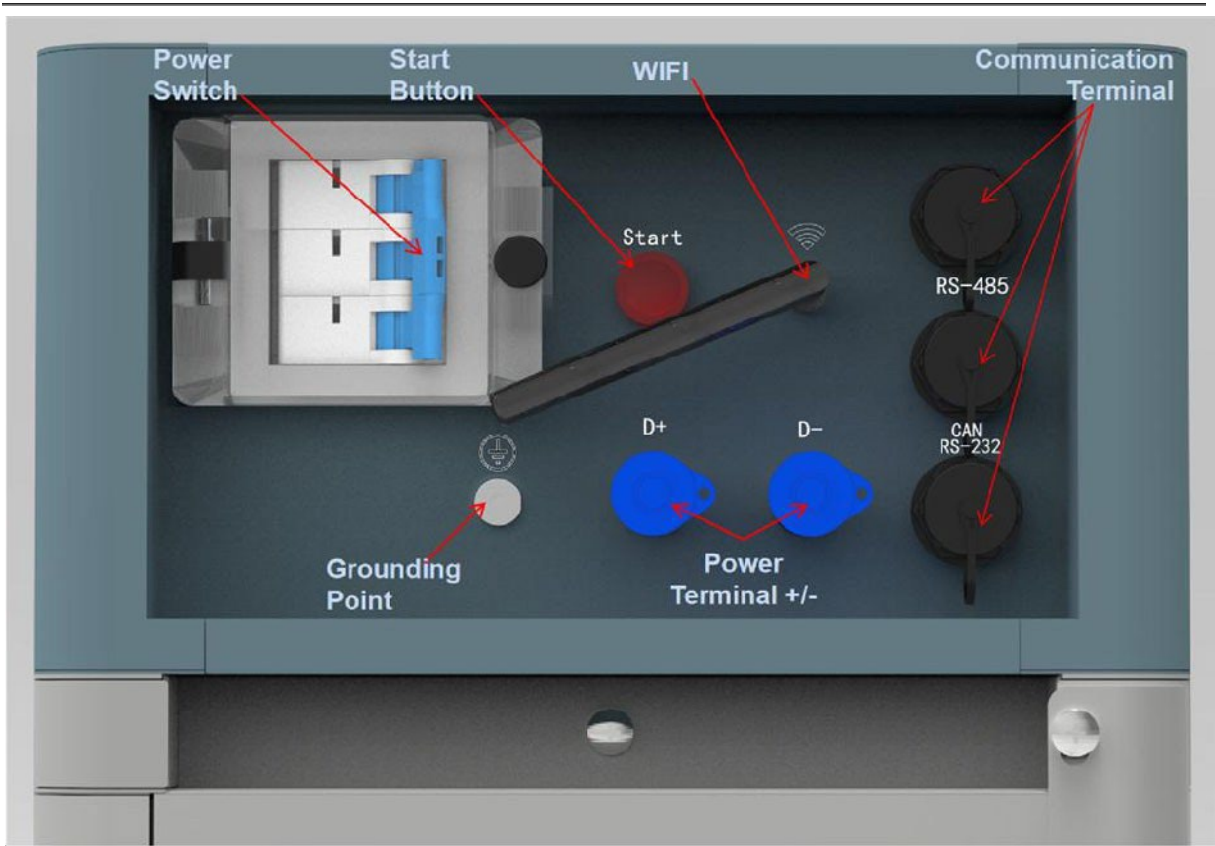 Power
Switch
Start
Button
WIFI
Communication
Terminal
Start
RS-485
D+
D-
CAN
RS-232
Grounding
Point
Power
Terminal +/-